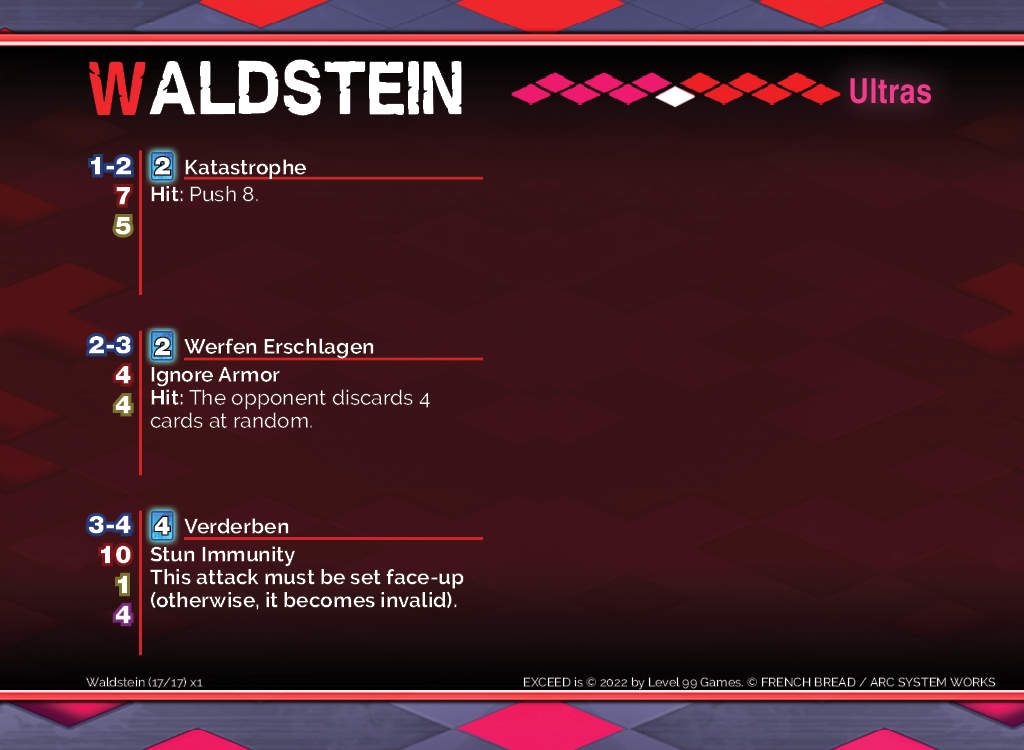 WALDSTEIN
Ultras
1-2 2 Katastrophe
7 Hit: Push 8.
5
2-3 2 Werfen Erschlagen
4 Ignore Armor
4 Hit: The opponent discards 4
cards at random.
3-4 4 Verderben
10 Stun Immunity
1 This attack must be set face-up
4 (otherwise, it becomes invalid).
Waldstein (17/17) x1
EXCEED is © 2022 by Level 99 Games. © FRENCH BREAD / ARC SYSTEM WORKS